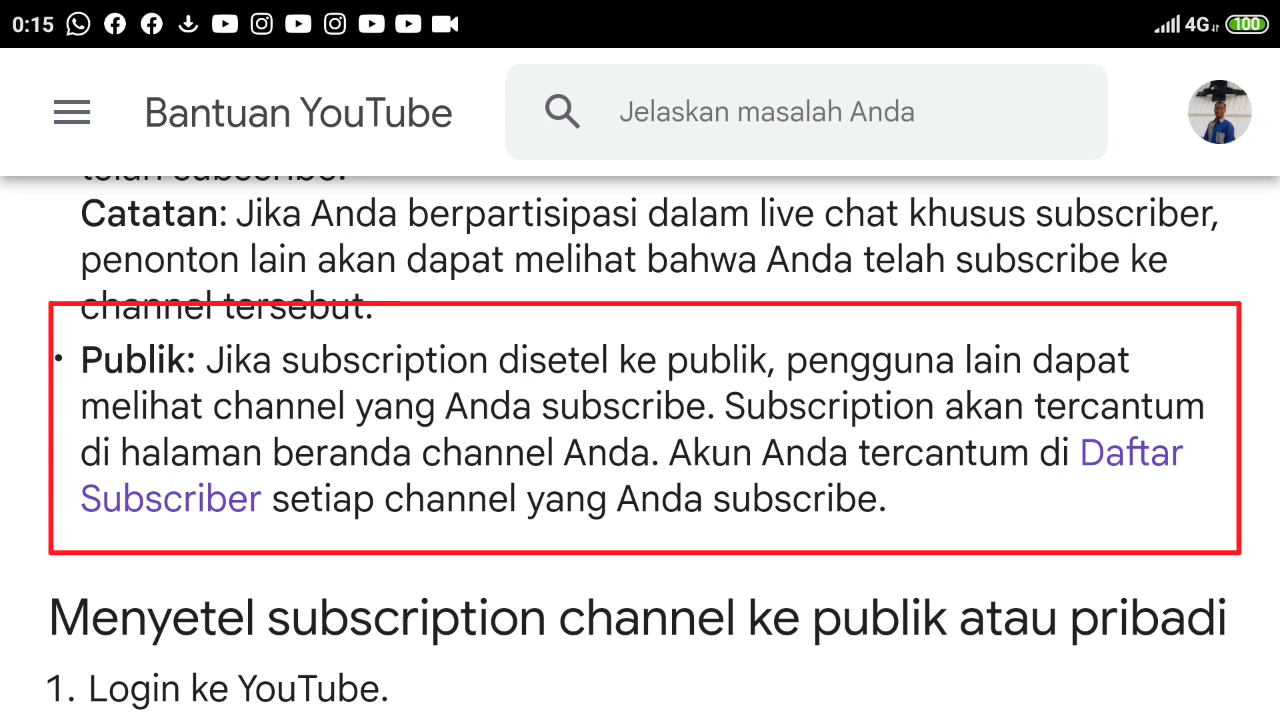 0:15
4G
100
Bantuan YouTube
Jelaskan masalah Anda
telah subscribe.
Catatan: Jika Anda berpartisipasi dalam live chat khusus subscriber,
penonton lain akan dapat melihat bahwa Anda telah subscribe ke
channel tersebut.
• Publik: Jika subscription disetel ke publik, pengguna lain dapat
melihat channel yang Anda subscribe. Subscription akan tercantum
di halaman beranda channel Anda. Akun Anda tercantum di Daftar
Subscriber setiap channel yang Anda subscribe.
Menyetel subscription channel ke publik atau pribadi
1. Login ke YouTube.